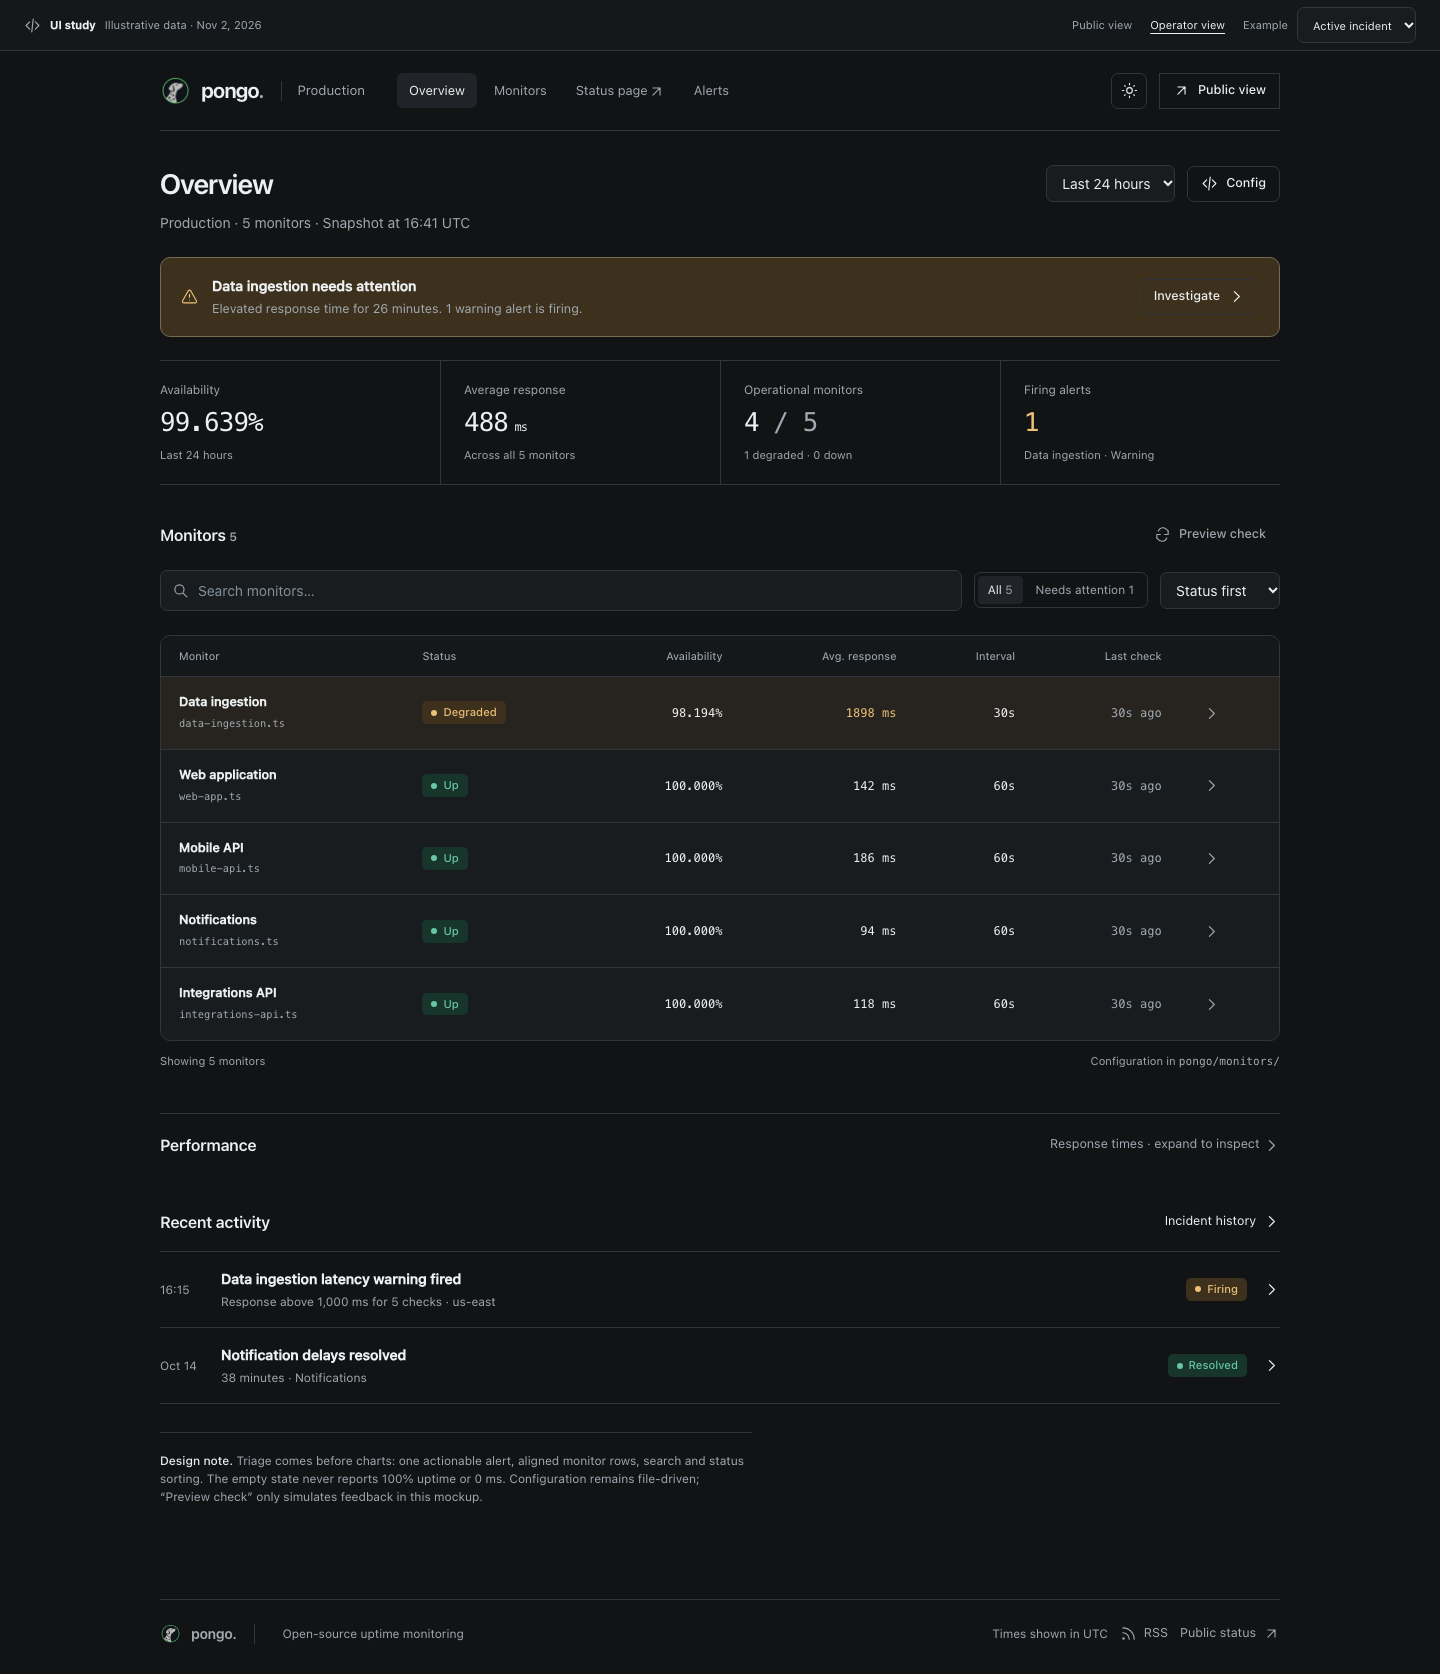 UI study Illustrative data · Nov 2, 2026
Public view Operator view Example Active incident
pongo. Production Overview Monitors Status page Alerts Public view
Overview
Last 24 hours Config
Production · 5 monitors · Snapshot at 16:41 UTC
Data ingestion needs attention
Elevated response time for 26 minutes. 1 warning alert is firing.
Investigate
Availability Average response Operational monitors Firing alerts
99.639% 488 ms 4 / 5 1
Last 24 hours Across all 5 monitors 1 degraded · 0 down Data ingestion · Warning
Monitors 5 Preview check
Search monitors... All 5 Needs attention 1 Status first
Monitor Status Availability Avg. response Interval Last check
Data ingestion
data-ingestion.ts
Degraded 98.194% 1898 ms 30s 30s ago
Web application
web-app.ts
Up 100.000% 142 ms 60s 30s ago
Mobile API
mobile-api.ts
Up 100.000% 186 ms 60s 30s ago
Notifications
notifications.ts
Up 100.000% 94 ms 60s 30s ago
Integrations API
integrations-api.ts
Up 100.000% 118 ms 60s 30s ago
Showing 5 monitors Configuration in pongo/monitors/
Performance Response times · expand to inspect
Recent activity Incident history
16:15 Data ingestion latency warning fired
Response above 1,000 ms for 5 checks · us-east
Firing
Oct 14 Notification delays resolved
38 minutes · Notifications
Resolved
Design note. Triage comes before charts: one actionable alert, aligned monitor rows, search and status
sorting. The empty state never reports 100% uptime or 0 ms. Configuration remains file-driven;
“Preview check” only simulates feedback in this mockup.
pongo. Open-source uptime monitoring Times shown in UTC RSS Public status